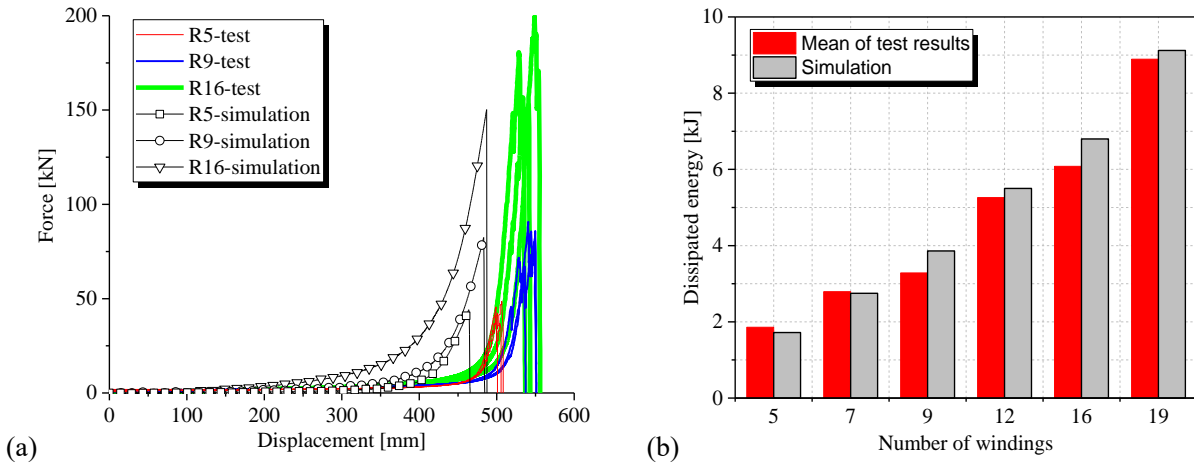 200
150
100
50
0
Force [kN]
R5-test
R9-test
R16-test
R5-simulation
R9-simulation
R16-simulation
0 100 200 300 400 500 600
Displacement [mm]
(a)
10
8
6
4
2
0
Dissipated energy [kJ]
Mean of test results
Simulation
5 7 9 12 16 19
Number of windings
(b)